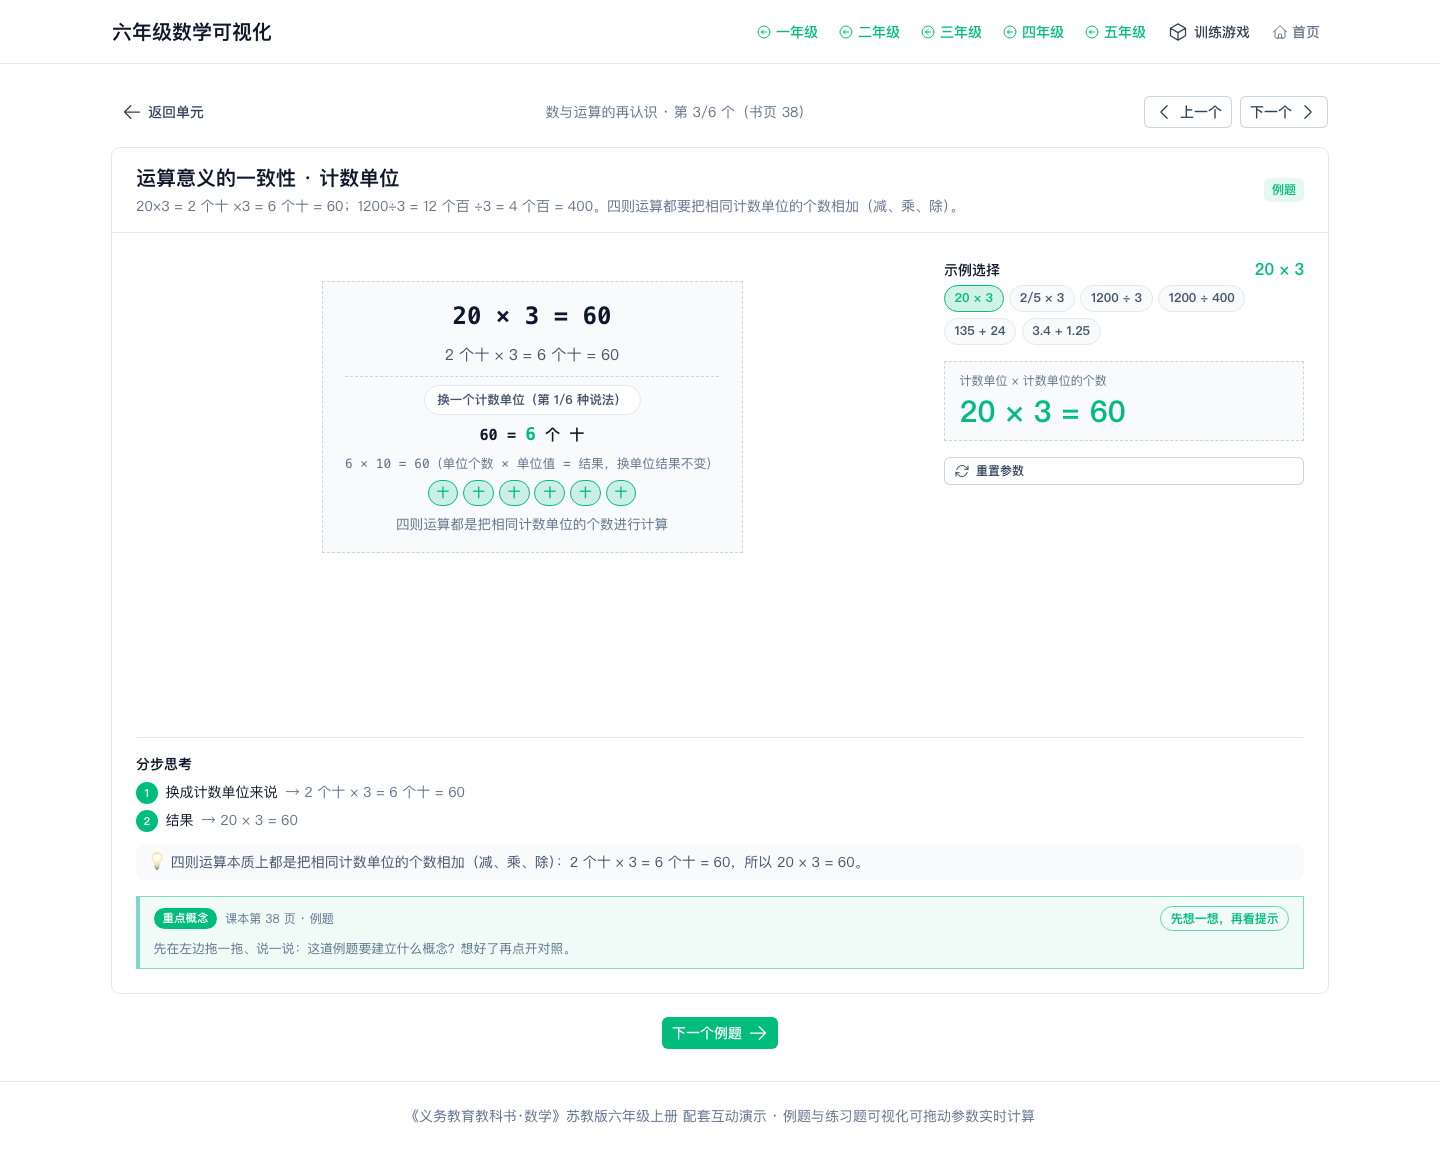 六年级数学可视化
一年级 二年级 三年级 四年级 五年级 训练游戏 首页
返回单元
数与运算的再认识 · 第 3/6 个（书页 38）
上一个 下一个
运算意义的一致性 · 计数单位
20×3 = 2 个十 ×3 = 6 个十 = 60；1200÷3 = 12 个百 ÷3 = 4 个百 = 400。四则运算都要把相同计数单位的个数相加（减、乘、除）。
例题
20 × 3 = 60
2 个十 × 3 = 6 个十 = 60
换一个计数单位（第 1/6 种说法）
60 = 6 个 十
6 × 10 = 60（单位个数 × 单位值 = 结果，换单位结果不变）
十 十 十 十 十 十
四则运算都是把相同计数单位的个数进行计算
示例选择 20 × 3
20 × 3 2/5 × 3 1200 ÷ 3 1200 ÷ 400
135 + 24 3.4 + 1.25
计数单位 × 计数单位的个数
20 × 3 = 60
重置参数
分步思考
1 换成计数单位来说 → 2 个十 × 3 = 6 个十 = 60
2 结果 → 20 × 3 = 60
💡 四则运算本质上都是把相同计数单位的个数相加（减、乘、除）：2 个十 × 3 = 6 个十 = 60，所以 20 × 3 = 60。
重点概念 课本第 38 页 · 例题
先想一想，再看提示
先在左边拖一拖、说一说：这道例题要建立什么概念？想好了再点开对照。
下一个例题 →
《义务教育教科书·数学》苏教版六年级上册 配套互动演示 · 例题与练习题可视化可拖动参数实时计算